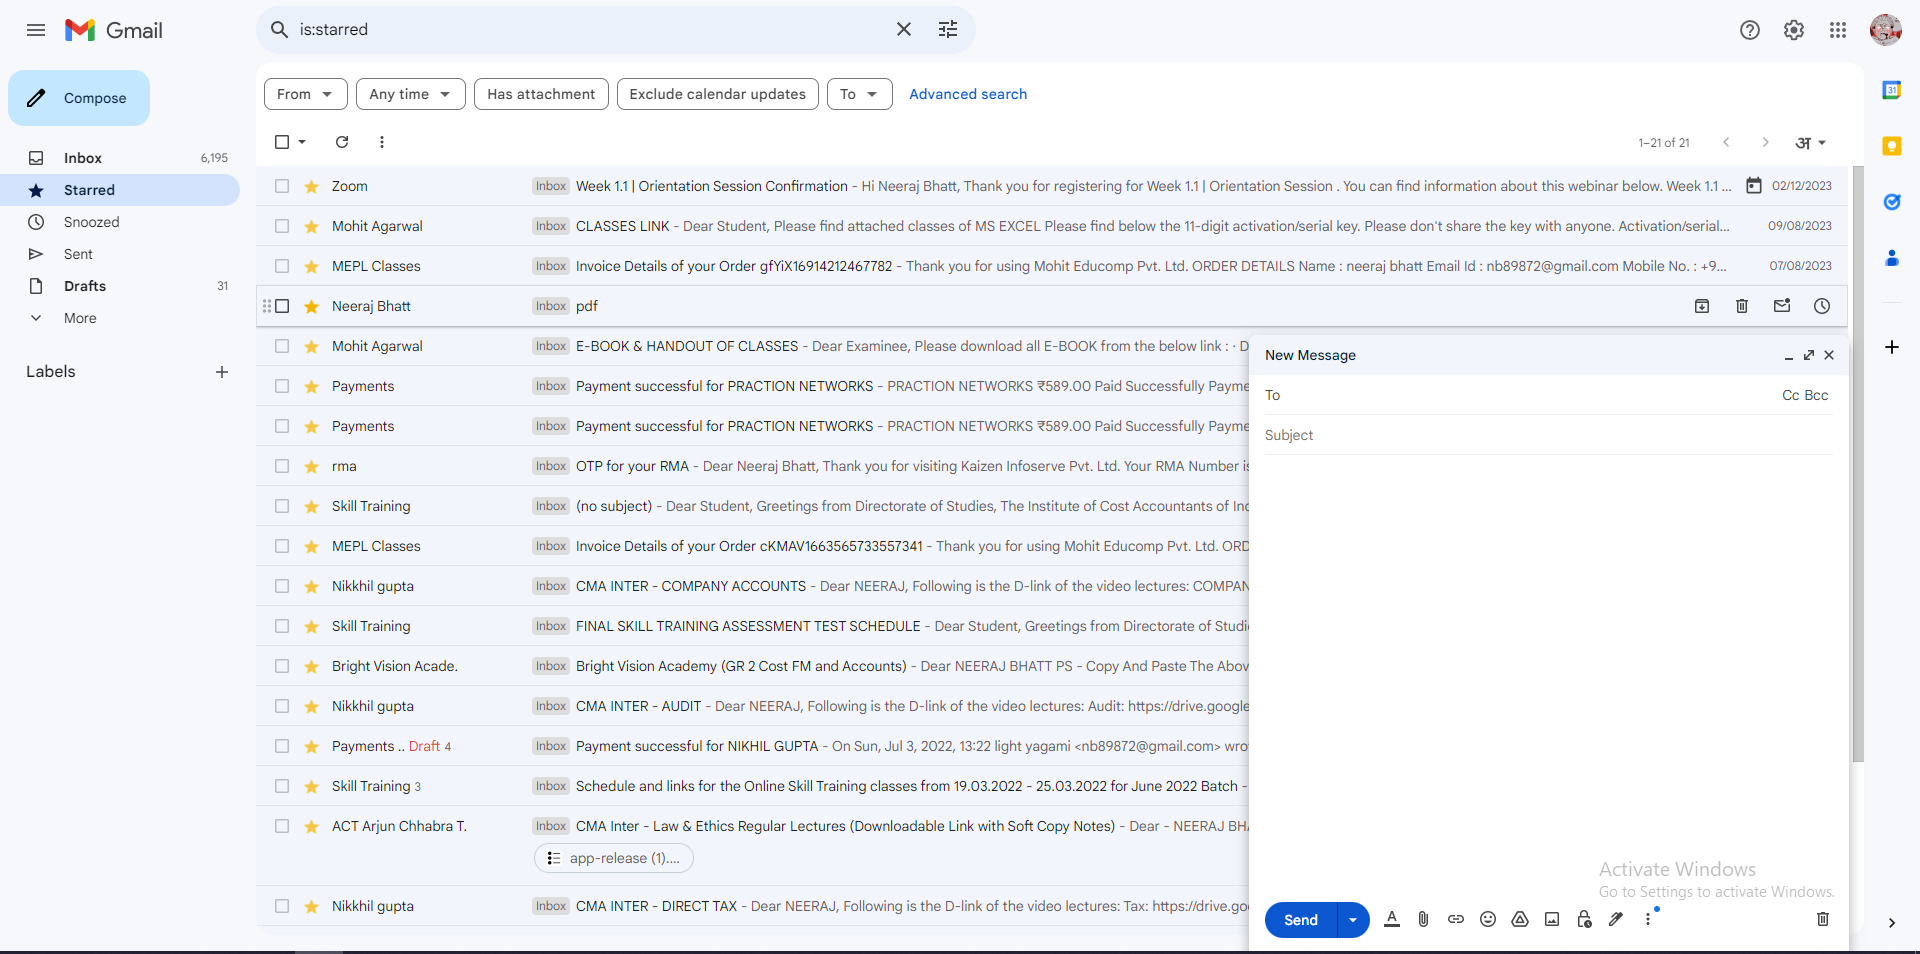 Gmail
is:starred
Compose
Inbox 6,195
Starred
Snoozed
Sent
Drafts 31
More
Labels
From
Any time
Has attachment
Exclude calendar updates
To
Advanced search
1–21 of 21
अ
31
Zoom Inbox Week 1.1 | Orientation Session Confirmation - Hi Neeraj Bhatt, Thank you for registering for Week 1.1 | Orientation Session . You can find information about this webinar below. Week 1.1 ... 02/12/2023
Mohit Agarwal Inbox CLASSES LINK - Dear Student, Please find attached classes of MS EXCEL Please find below the 11-digit activation/serial key. Please don't share the key with anyone. Activation/serial... 09/08/2023
MEPL Classes Inbox Invoice Details of your Order gfYiX16914212467782 - Thank you for using Mohit Educomp Pvt. Ltd. ORDER DETAILS Name : neeraj bhatt Email Id : nb89872@gmail.com Mobile No. : +9... 07/08/2023
Neeraj Bhatt Inbox pdf
Mohit Agarwal Inbox E-BOOK & HANDOUT OF CLASSES - Dear Examinee, Please download all E-BOOK from the below link : · D
Payments Inbox Payment successful for PRACTION NETWORKS - PRACTION NETWORKS ₹589.00 Paid Successfully Payme
Payments Inbox Payment successful for PRACTION NETWORKS - PRACTION NETWORKS ₹589.00 Paid Successfully Payme
rma Inbox OTP for your RMA - Dear Neeraj Bhatt, Thank you for visiting Kaizen Infoserve Pvt. Ltd. Your RMA Number is
Skill Training Inbox (no subject) - Dear Student, Greetings from Directorate of Studies, The Institute of Cost Accountants of Inc
MEPL Classes Inbox Invoice Details of your Order cKMAV1663565733557341 - Thank you for using Mohit Educomp Pvt. Ltd. ORD
Nikkhil gupta Inbox CMA INTER - COMPANY ACCOUNTS - Dear NEERAJ, Following is the D-link of the video lectures: COMPAN
Skill Training Inbox FINAL SKILL TRAINING ASSESSMENT TEST SCHEDULE - Dear Student, Greetings from Directorate of Studi
Bright Vision Acade. Inbox Bright Vision Academy (GR 2 Cost FM and Accounts) - Dear NEERAJ BHATT PS - Copy And Paste The Abov
Nikkhil gupta Inbox CMA INTER - AUDIT - Dear NEERAJ, Following is the D-link of the video lectures: Audit: https://drive.google
Payments .. Draft 4 Inbox Payment successful for NIKHIL GUPTA - On Sun, Jul 3, 2022, 13:22 light yagami <nb89872@gmail.com> wro
Skill Training 3 Inbox Schedule and links for the Online Skill Training classes from 19.03.2022 - 25.03.2022 for June 2022 Batch -
ACT Arjun Chhabra T. Inbox CMA Inter - Law & Ethics Regular Lectures (Downloadable Link with Soft Copy Notes) - Dear - NEERAJ BH
app-release (1)....
Nikkhil gupta Inbox CMA INTER - DIRECT TAX - Dear NEERAJ, Following is the D-link of the video lectures: Tax: https://drive.go
New Message
To Cc Bcc
Subject
Activate Windows
Go to Settings to activate Windows.
Send